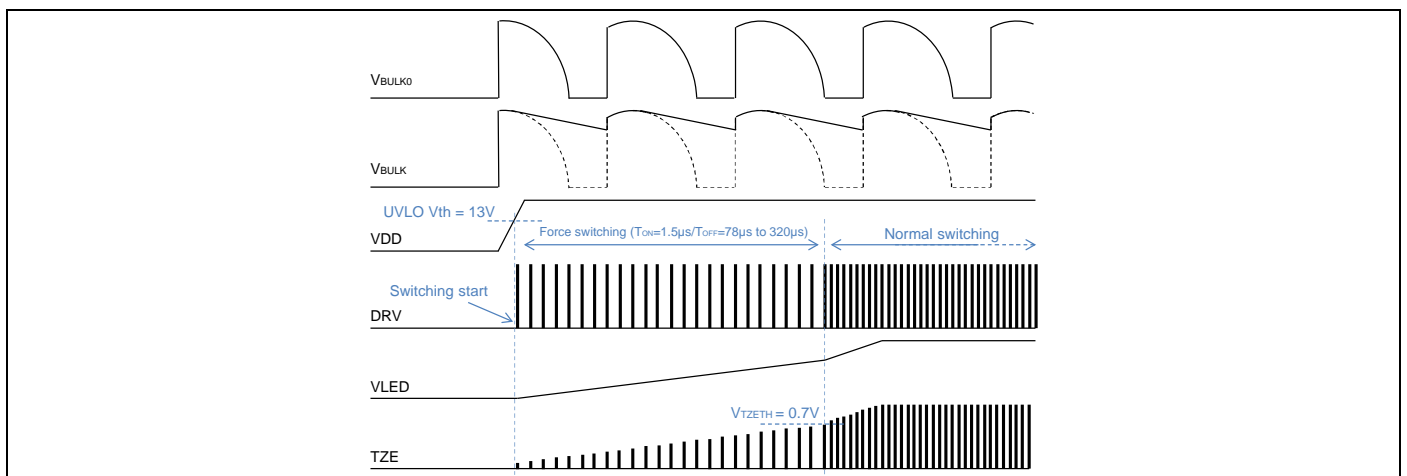 VBULK0
VBULK
UVLO Vth = 13V
VDD
Force switching (TON=1.5µs/TOFF=78µs to 320µs)
Normal switching
Switching start
DRV
VLED
VTZETH = 0.7V
TZE